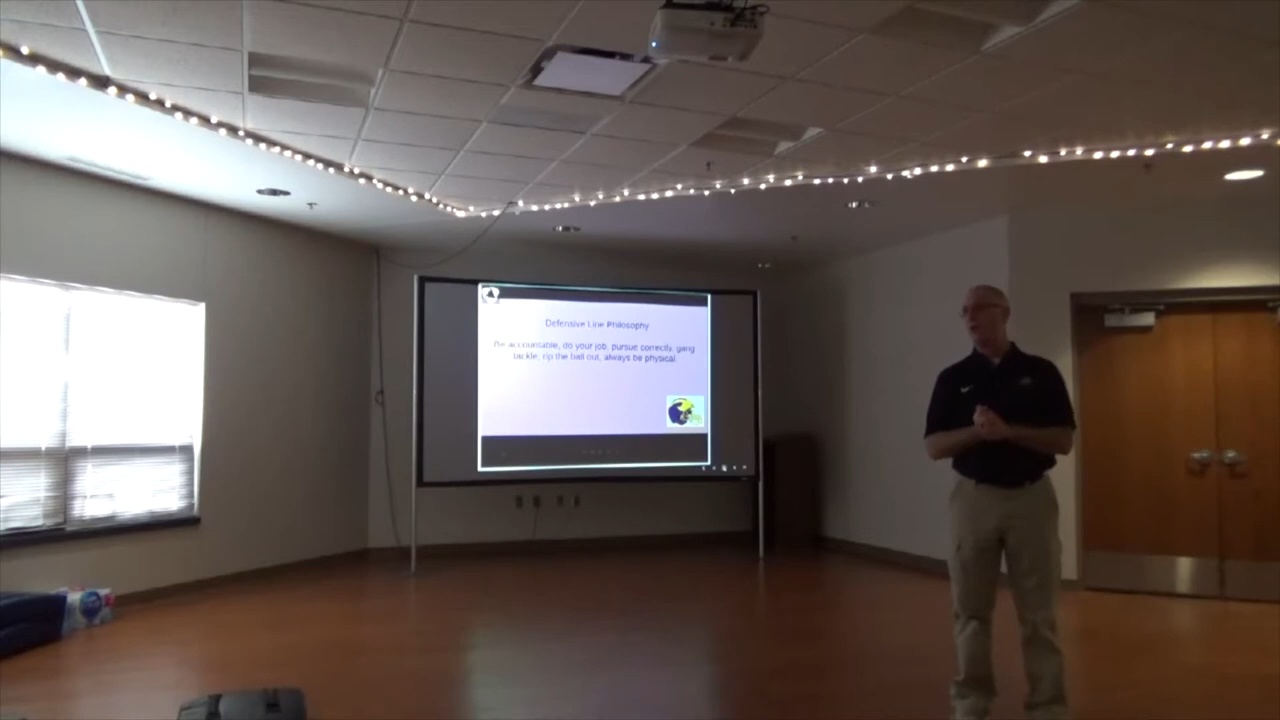 Defensive Line Philosophy
Be accountable, do your job, pursue correctly, gang
tackle, rip the ball out, always be physical.